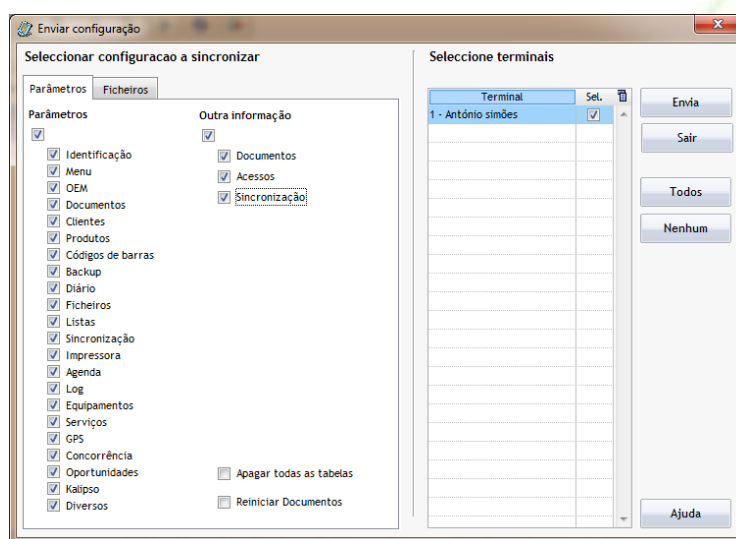 Enviar configuração
Seleccionar configuracao a sincronizar
Parâmetros Ficheiros
Parâmetros
Identificação
Menu
OEM
Documentos
Clientes
Produtos
Códigos de barras
Backup
Diário
Ficheiros
Listas
Sincronização
Impressora
Agenda
Log
Equipamentos
Serviços
GPS
Concorrência
Oportunidades
Kalipso
Diversos
Outra informação
Documentos
Acessos
Sincronização
Apagar todas as tabelas
Reiniciar Documentos
Seleccione terminais
Terminal Sel.
1 - António simões
Envia
Sair
Todos
Nenhum
Ajuda